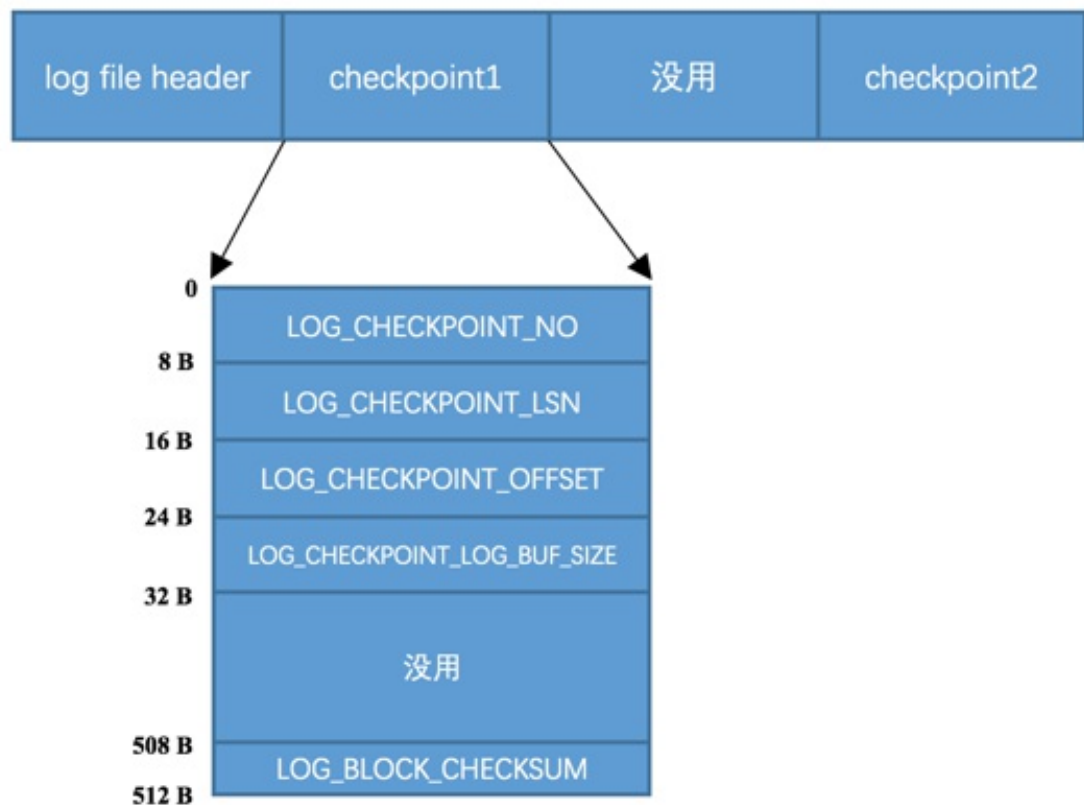 log file header
checkpoint1
没用
checkpoint2
0
LOG_CHECKPOINT_NO
8 B
LOG_CHECKPOINT_LSN
16 B
LOG_CHECKPOINT_OFFSET
24 B
LOG_CHECKPOINT_LOG_BUF_SIZE
32 B
没用
508 B
LOG_BLOCK_CHECKSUM
512 B